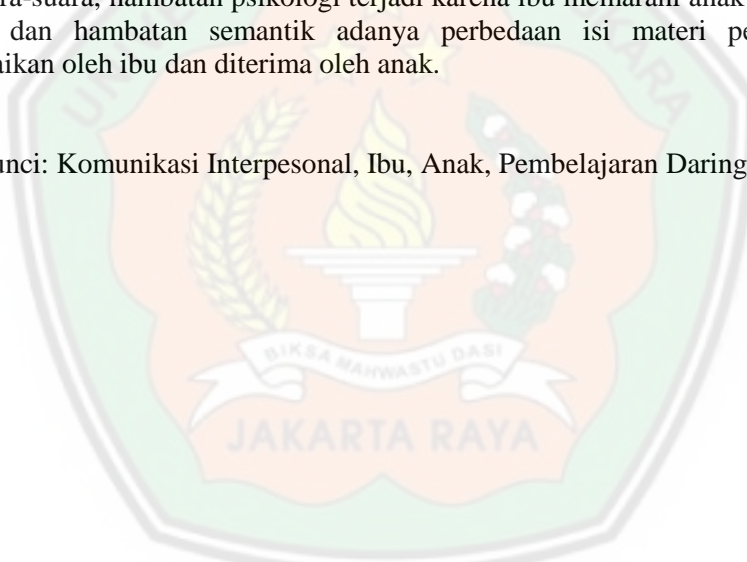 ra-suara, hambatan psikologi terjadi karena ibu memarahi anak
dan hambatan semantik adanya perbedaan isi materi pe
aikan oleh ibu dan diterima oleh anak.
unci: Komunikasi Interpesonal, Ibu, Anak, Pembelajaran Daring
BIKSA MAHWASTU DASI
JAKARTA RAYA